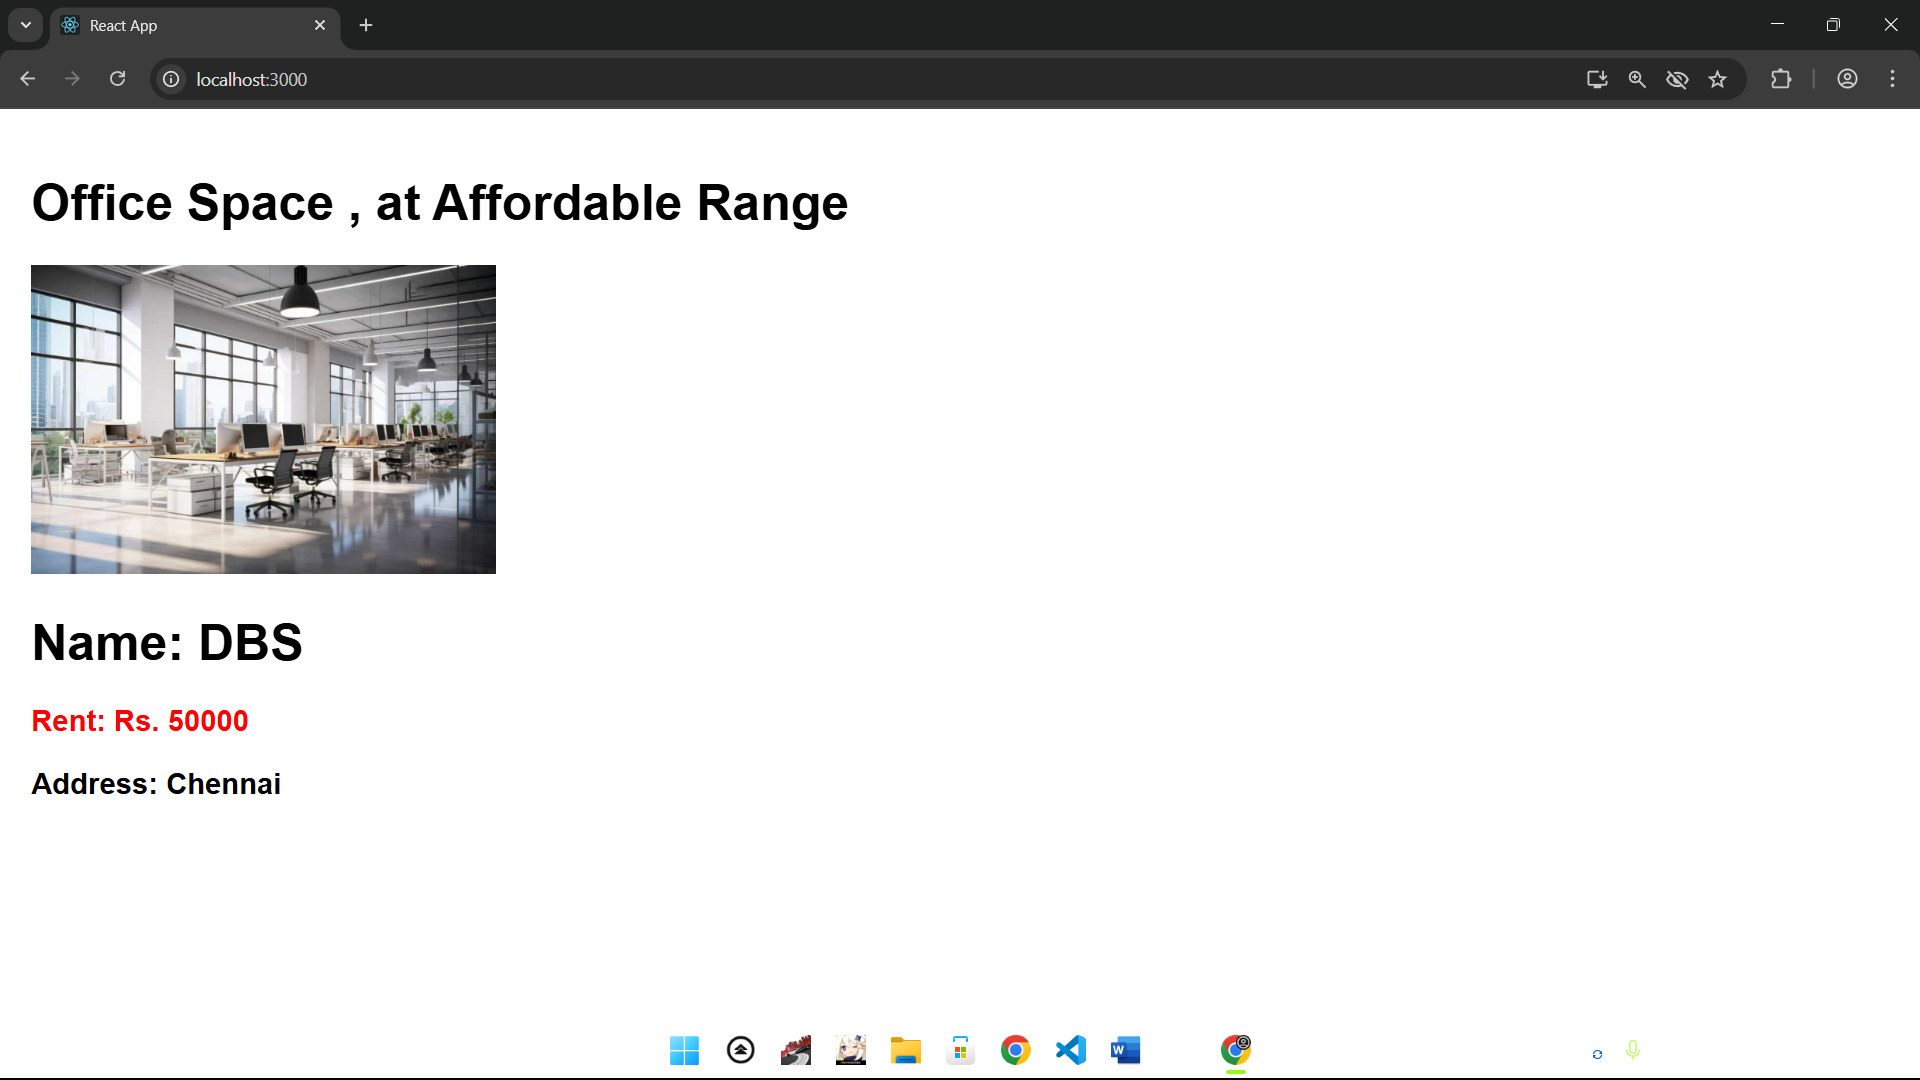 React App
localhost:3000
Office Space , at Affordable Range
Name: DBS
Rent: Rs. 50000
Address: Chennai
W